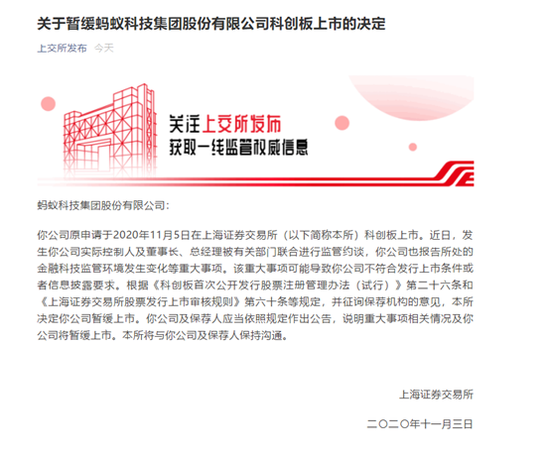 关于暂缓蚂蚁科技集团股份有限公司科创板上市的决定
上交所发布 今天
关注上交所发布
获取一线监管权威信息
蚂蚁科技集团股份有限公司：
你公司原申请于2020年11月5日在上海证券交易所（以下简称本所）科创板上市。近日，发
生你公司实际控制人及董事长、总经理被有关部门联合进行监管约谈，你公司也报告所处的
金融科技监管环境发生变化等重大事项。该重大事项可能导致你公司不符合发行上市条件或
者信息披露要求。根据《科创板首次公开发行股票注册管理办法（试行）》第二十六条和
《上海证券交易所股票发行上市审核规则》第六十条等规定，并征询保荐机构的意见，本所
决定你公司暂缓上市。你公司及保荐人应当依照规定作出公告，说明重大事项相关情况及你
公司将暂缓上市。本所将与你公司及保荐人保持沟通。
上海证券交易所
二〇二〇年十一月三日